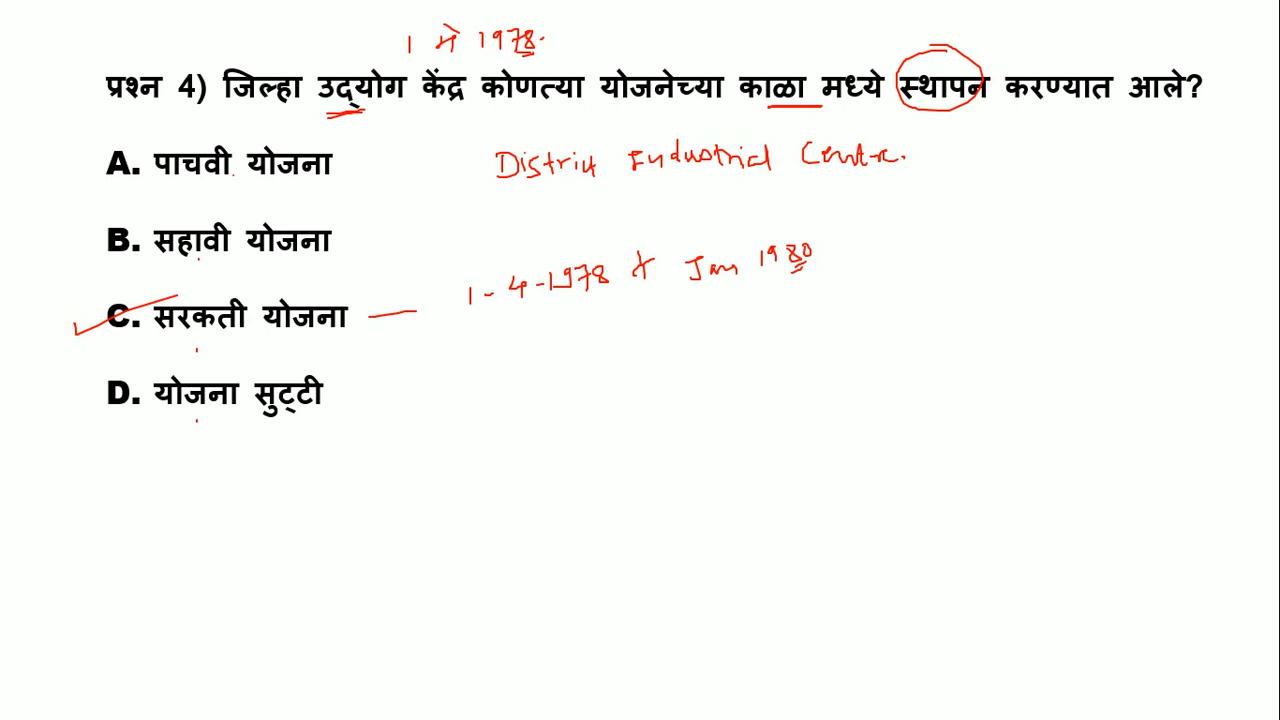 1 मे 1978.
प्रश्न 4) जिल्हा उद्‌योग केंद्र कोणत्या योजनेच्या काळा मध्ये स्थापन करण्यात आले?
A. पाचवी योजना
District Industrial Centre.
B. सहावी योजना
1-4-1978 Jan 1980
C. सरकती योजना —
D. योजना सुट्‌टी